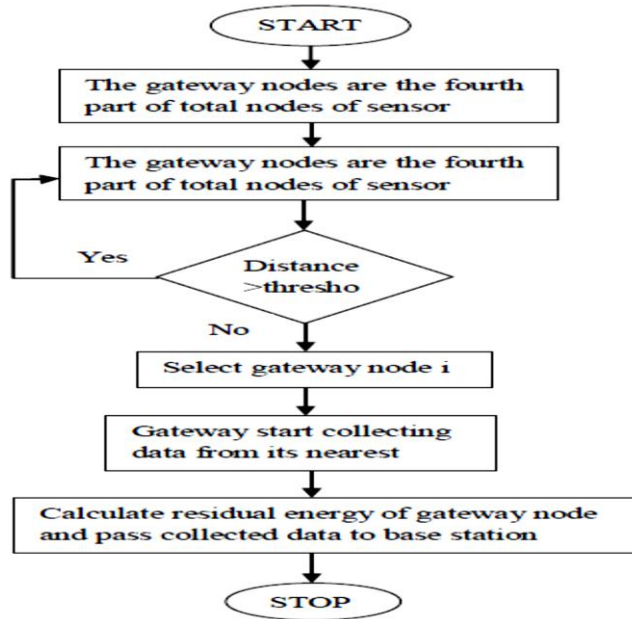 START
The gateway nodes are the fourth
part of total nodes of sensor
The gateway nodes are the fourth
part of total nodes of sensor
Yes
Distance
>thresho
No
Select gateway node i
Gateway start collecting
data from its nearest
Calculate residual energy of gateway node
and pass collected data to base station
STOP